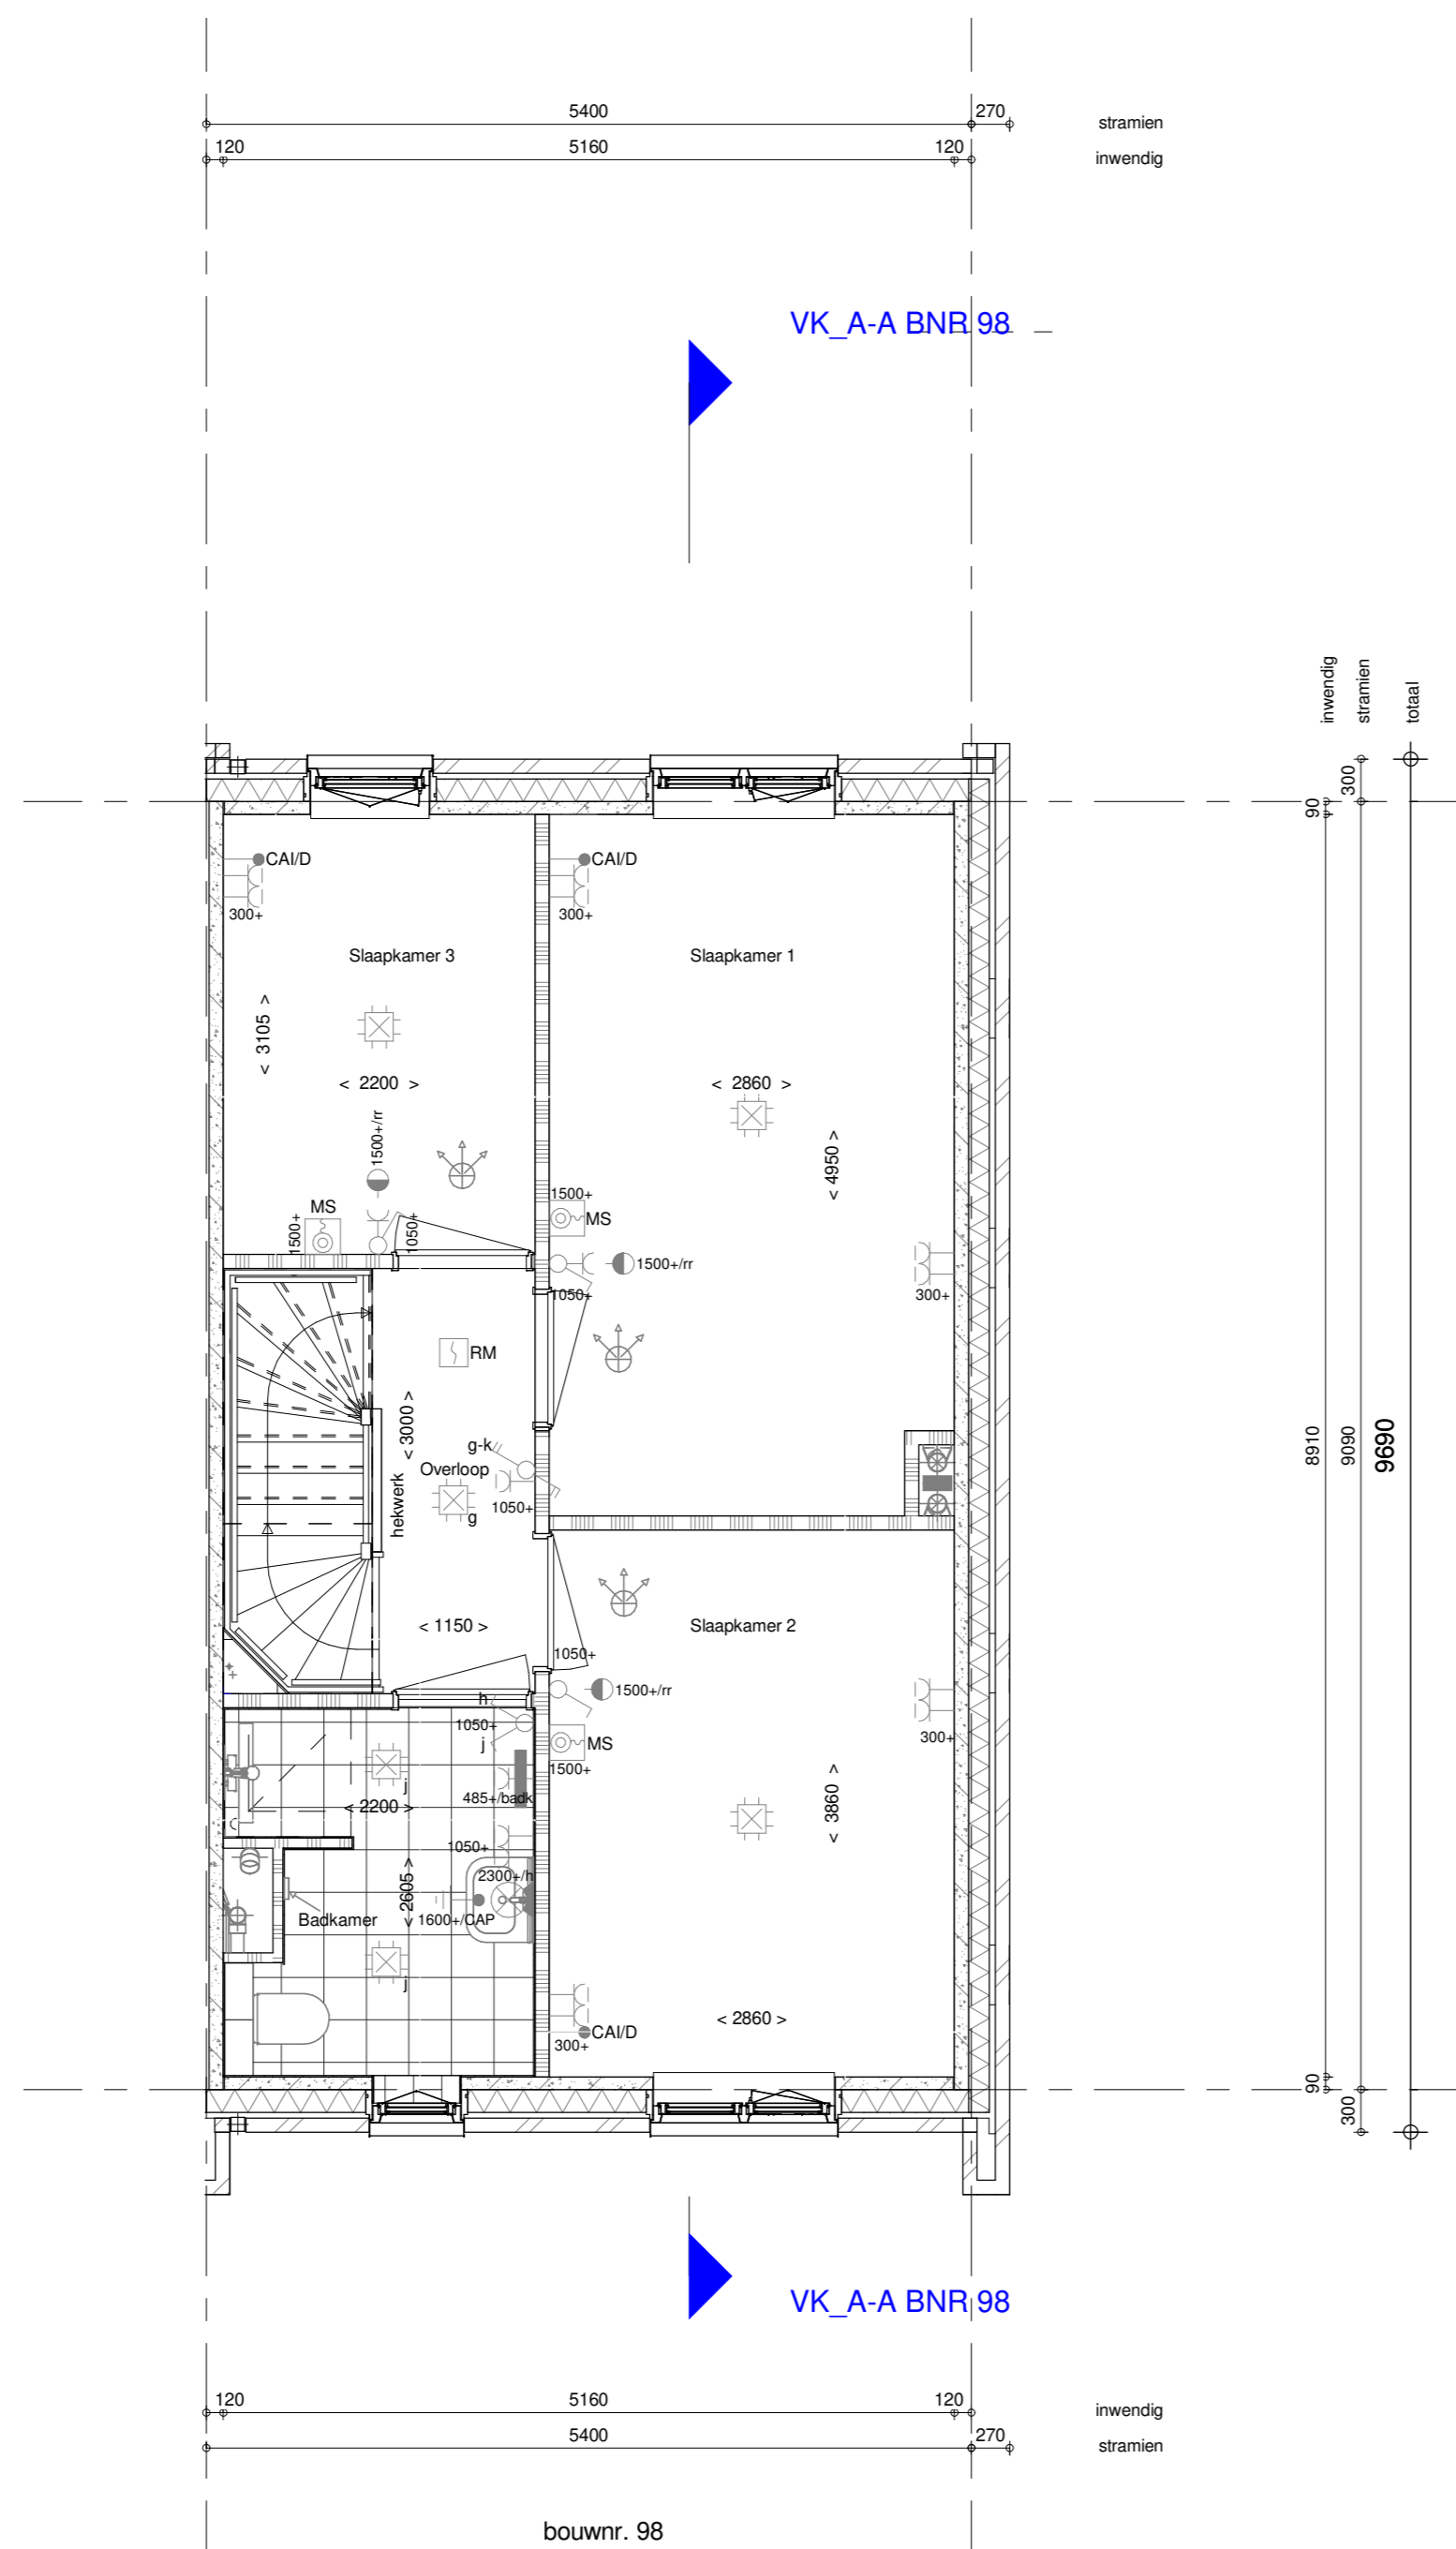 5400 270 stramien
120 5160 120 inwendig
VK_A-A BNR 98
inwendig
stramien
totaal
300
90
CAI/D
300+
CAI/D
300+
Slaapkamer 3
Slaapkamer 1
< 3105 >
< 2200 >
< 2860 >
1500+/rr
< 4950 >
MS
1500+
1050+
1500+
MS
1500+/rr
1050+
300+
RM
< 3000 >
g-k
Overloop
hekwerk
1050+
g
8910
9090
9690
< 1150 >
Slaapkamer 2
1050+
1500+/rr
h
1050+
j
MS
1500+
300+
j
485+/badk
< 2200 >
< 3860 >
1050+
2300+/h
< 2605 >
Badkamer
1600+/CAP
j
CAI/D
300+
< 2860 >
90
300
VK_A-A BNR 98
120 5160 120 inwendig
5400 270 stramien
bouwnr. 98